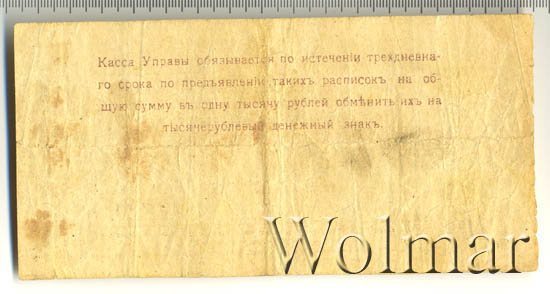 Касса Управы обязывается по истеченіи трехдневна-
го срока по предъявленіи такихъ расписокъ на об-
щую сумму въ одну тысячу рублей обмѣнить ихъ на
тысячерублевый денежный знакъ.
Wolmar